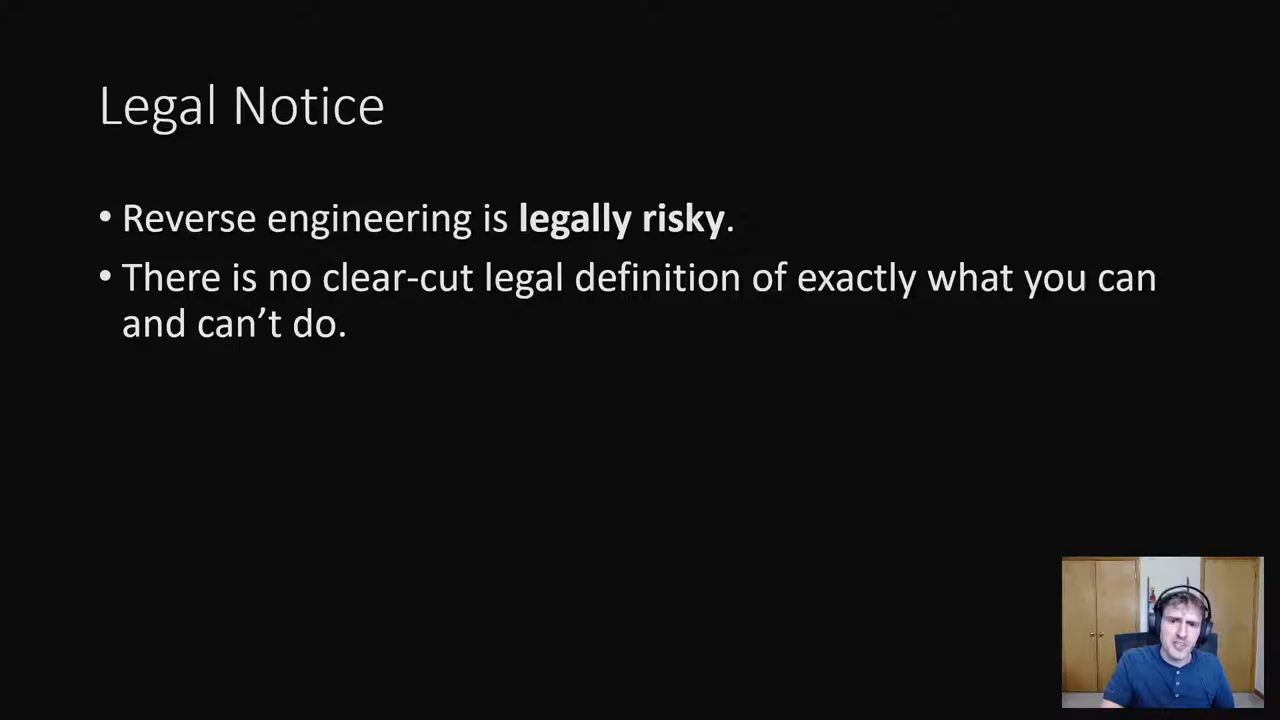 Legal Notice
• Reverse engineering is legally risky.
• There is no clear-cut legal definition of exactly what you can
and can’t do.